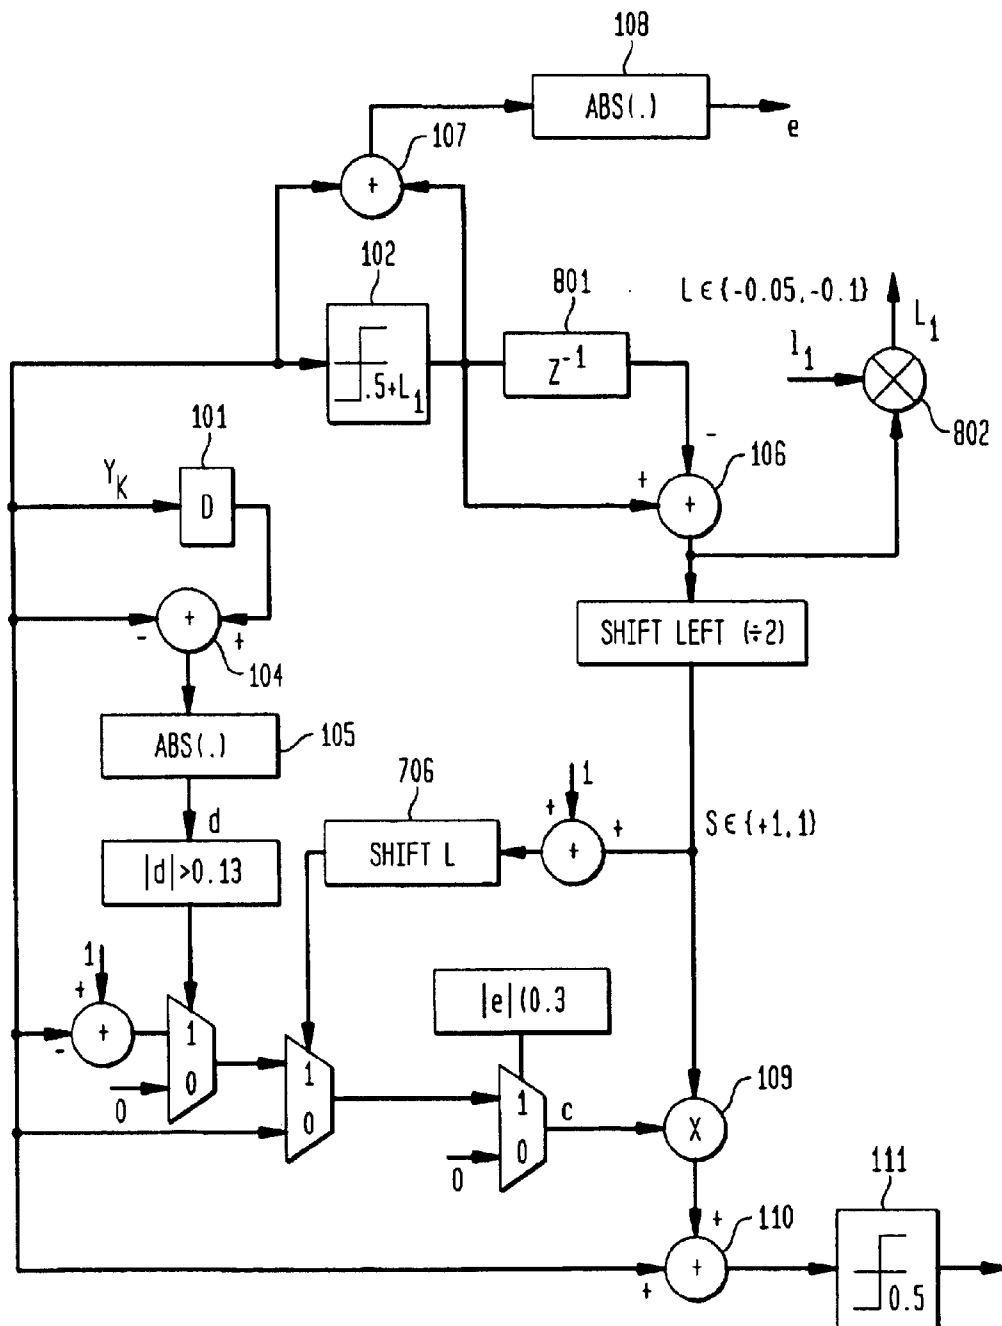 108
ABS(.)
e
107
+
102
.5+L1
801
Z-1
L ϵ {-0.05,-0.1}
L1
l1
802
101
YK
D
-
+
106
+
+
-
+
+
104
SHIFT LEFT (÷2)
ABS(.)
105
d
|d|>0.13
706
SHIFT L
1
+
+
+
S ϵ {+1,1}
1
+
+
-
1
0
0
1
0
|e|(0.3
1
0
0
c
109
X
+
110
+
+
111
0.5